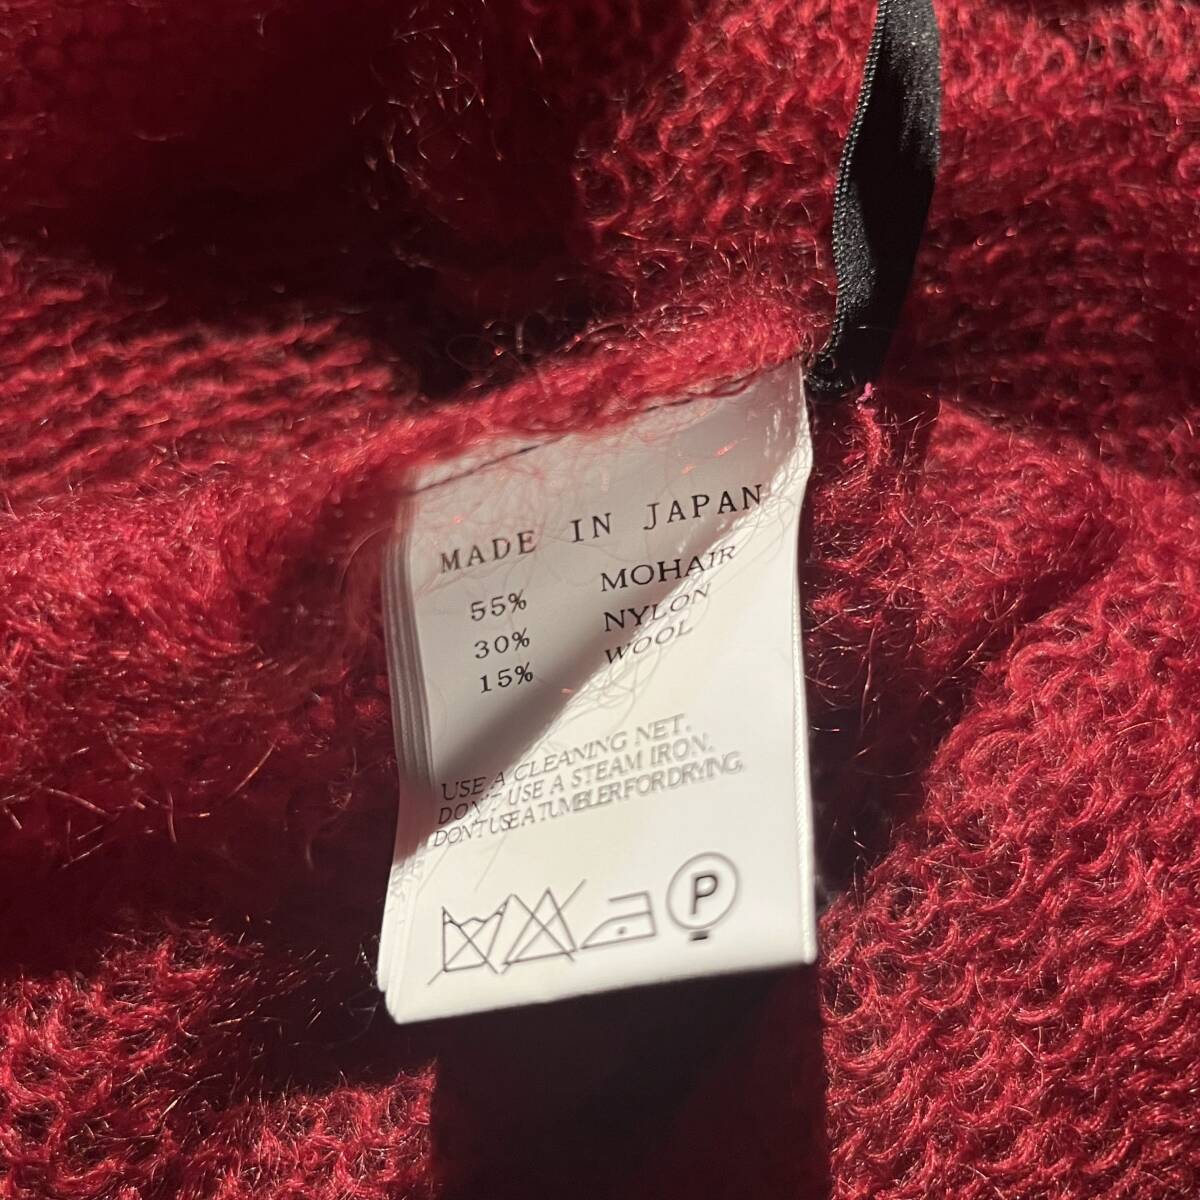 MADE IN JAPAN
55% MOHAIR
30% NYLON
15% WOOL
USE A CLEANING NET.
DON'T USE A STEAM IRON.
DON'T USE A TUMBLER FOR DRYING.
P